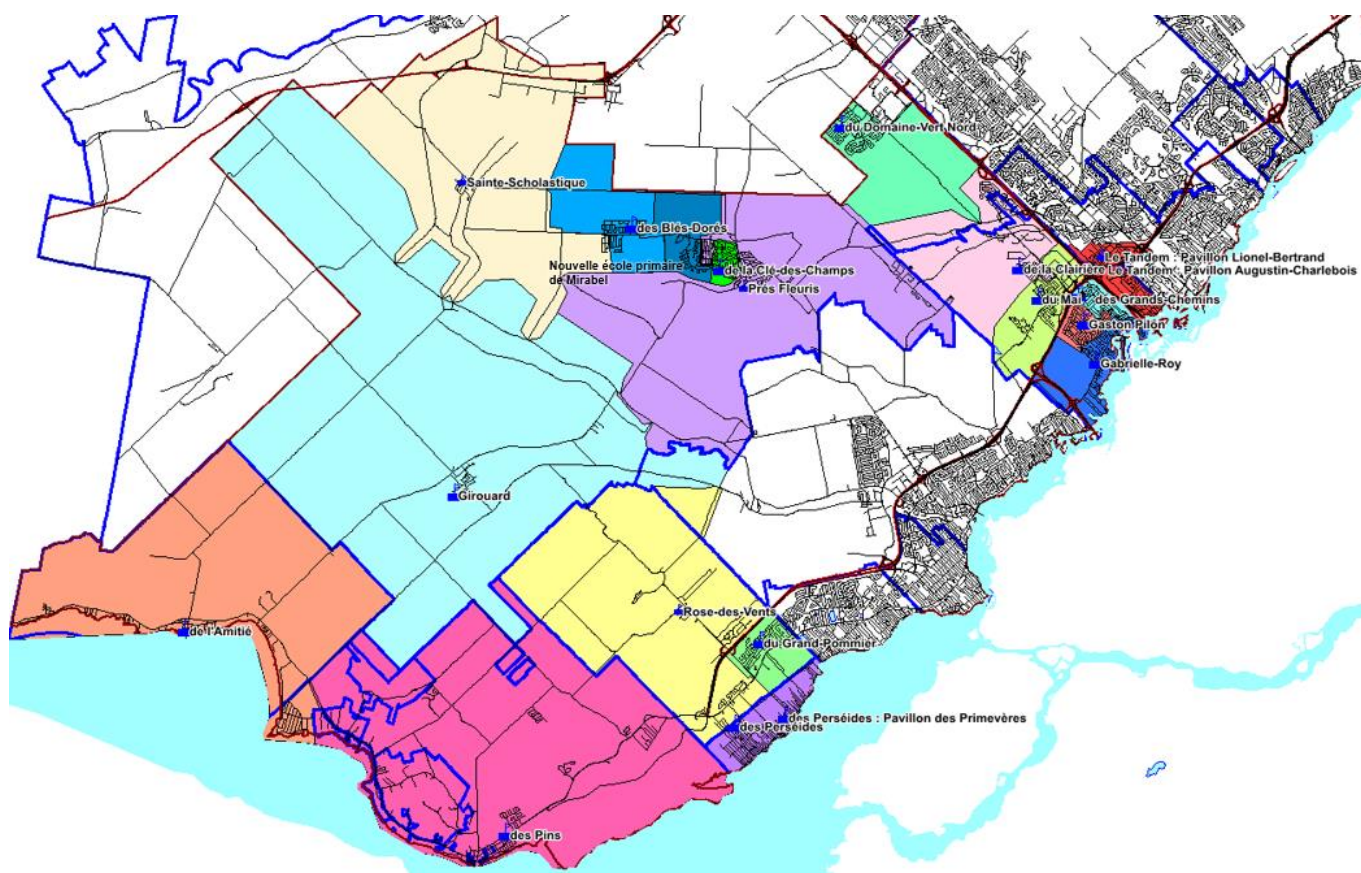 du Domaine-Vert Nord
Sainte-Scholastique
des Blés-Dorés
Nouvelle école primaire
de Mirabel
de la Clé-des-Champs
Prés Fleuris
Le Tandem : Pavillon Lionel-Bertrand
de la Clairière
Le Tandem : Pavillon Augustin-Charlebois
du Mai
des Grands-Chemins
Gaston Pilon
Gabrielle-Roy
Girouard
Rose-des-Vents
de l'Amitié
du Grand-Pommier
des Perséides : Pavillon des Primevères
des Perséides
des Pins